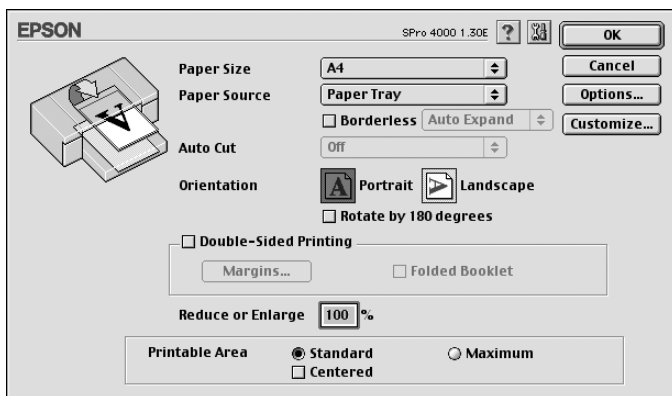 EPSON
SPro 4000 1.30E ?
OK
Paper Size A4
Cancel
Paper Source Paper Tray
Options...
Borderless Auto Expand
Customize...
Auto Cut Off
Orientation A Portrait A Landscape
Rotate by 180 degrees
Double-Sided Printing
Margins... Folded Booklet
Reduce or Enlarge 100 %
Printable Area Standard Maximum
Centered